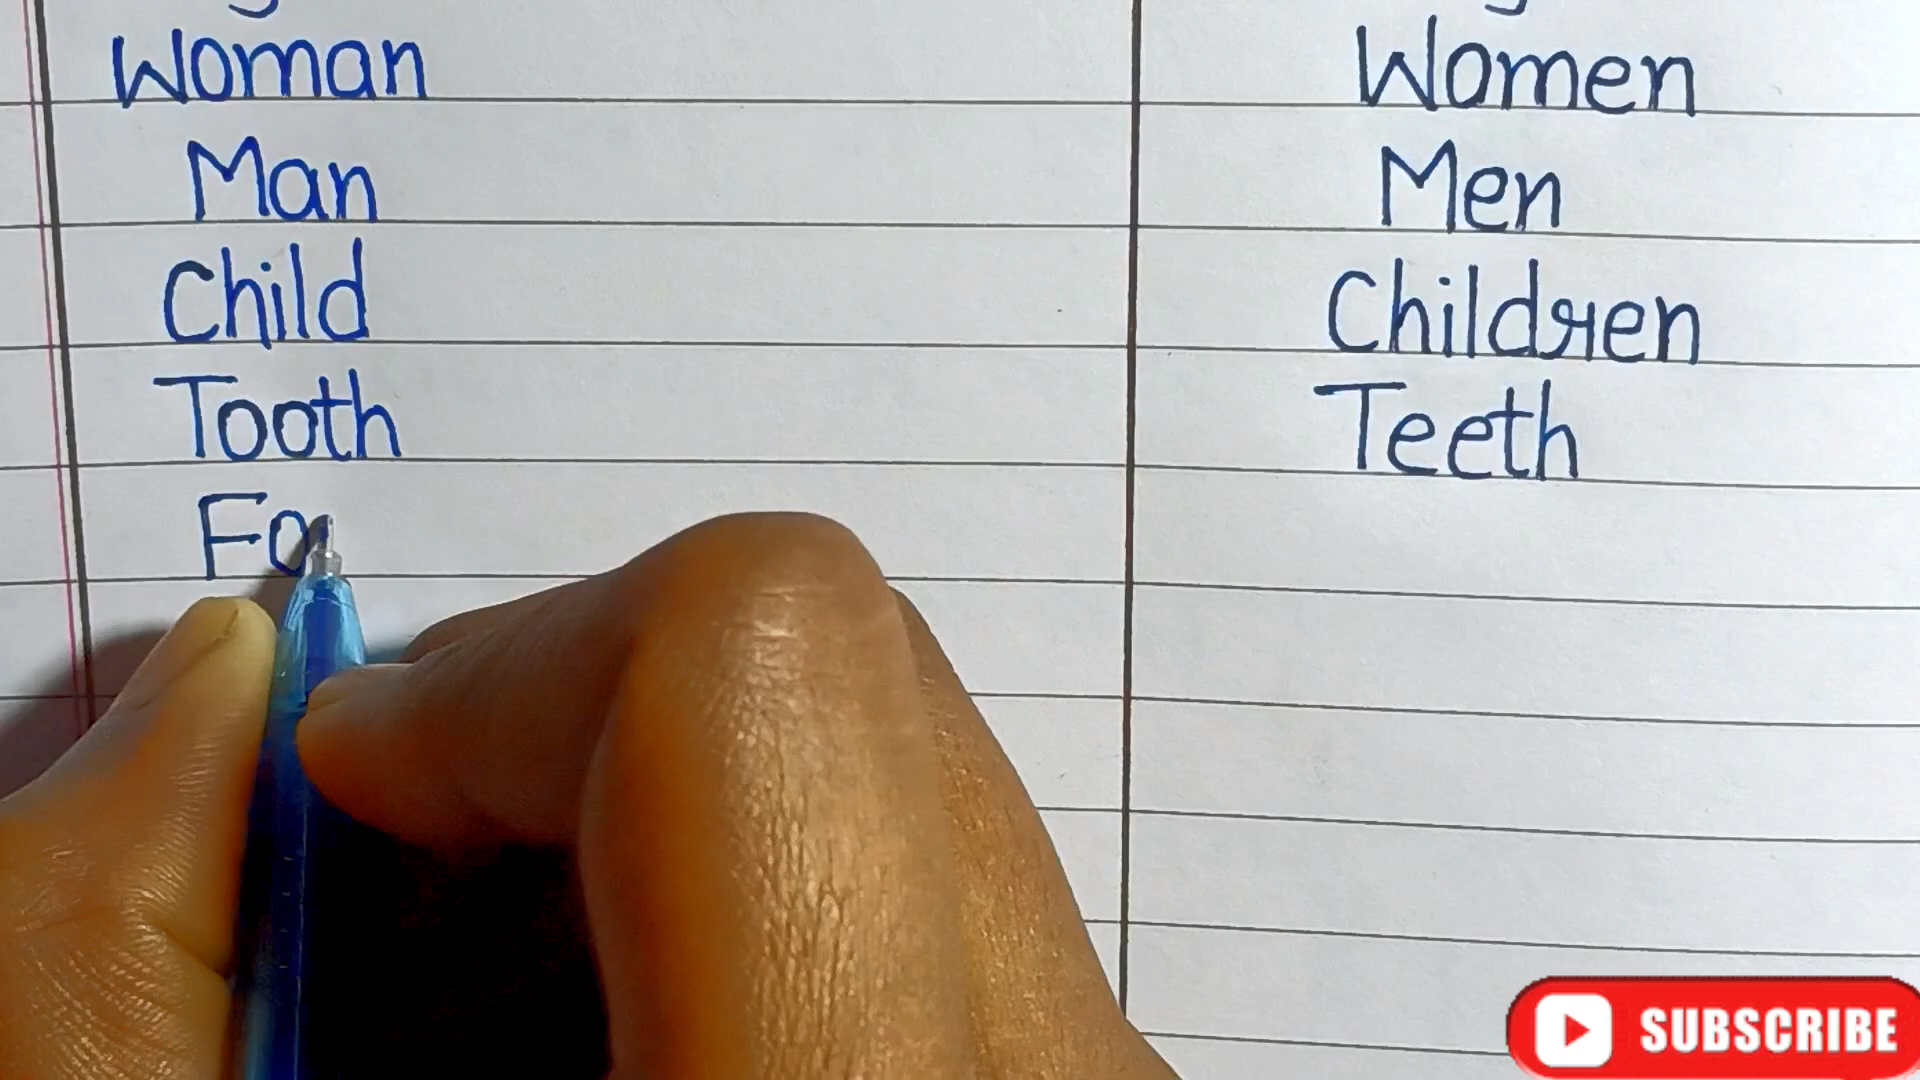 Woman Women
Man Men
Child Children
Tooth Teeth
Fo
SUBSCRIBE